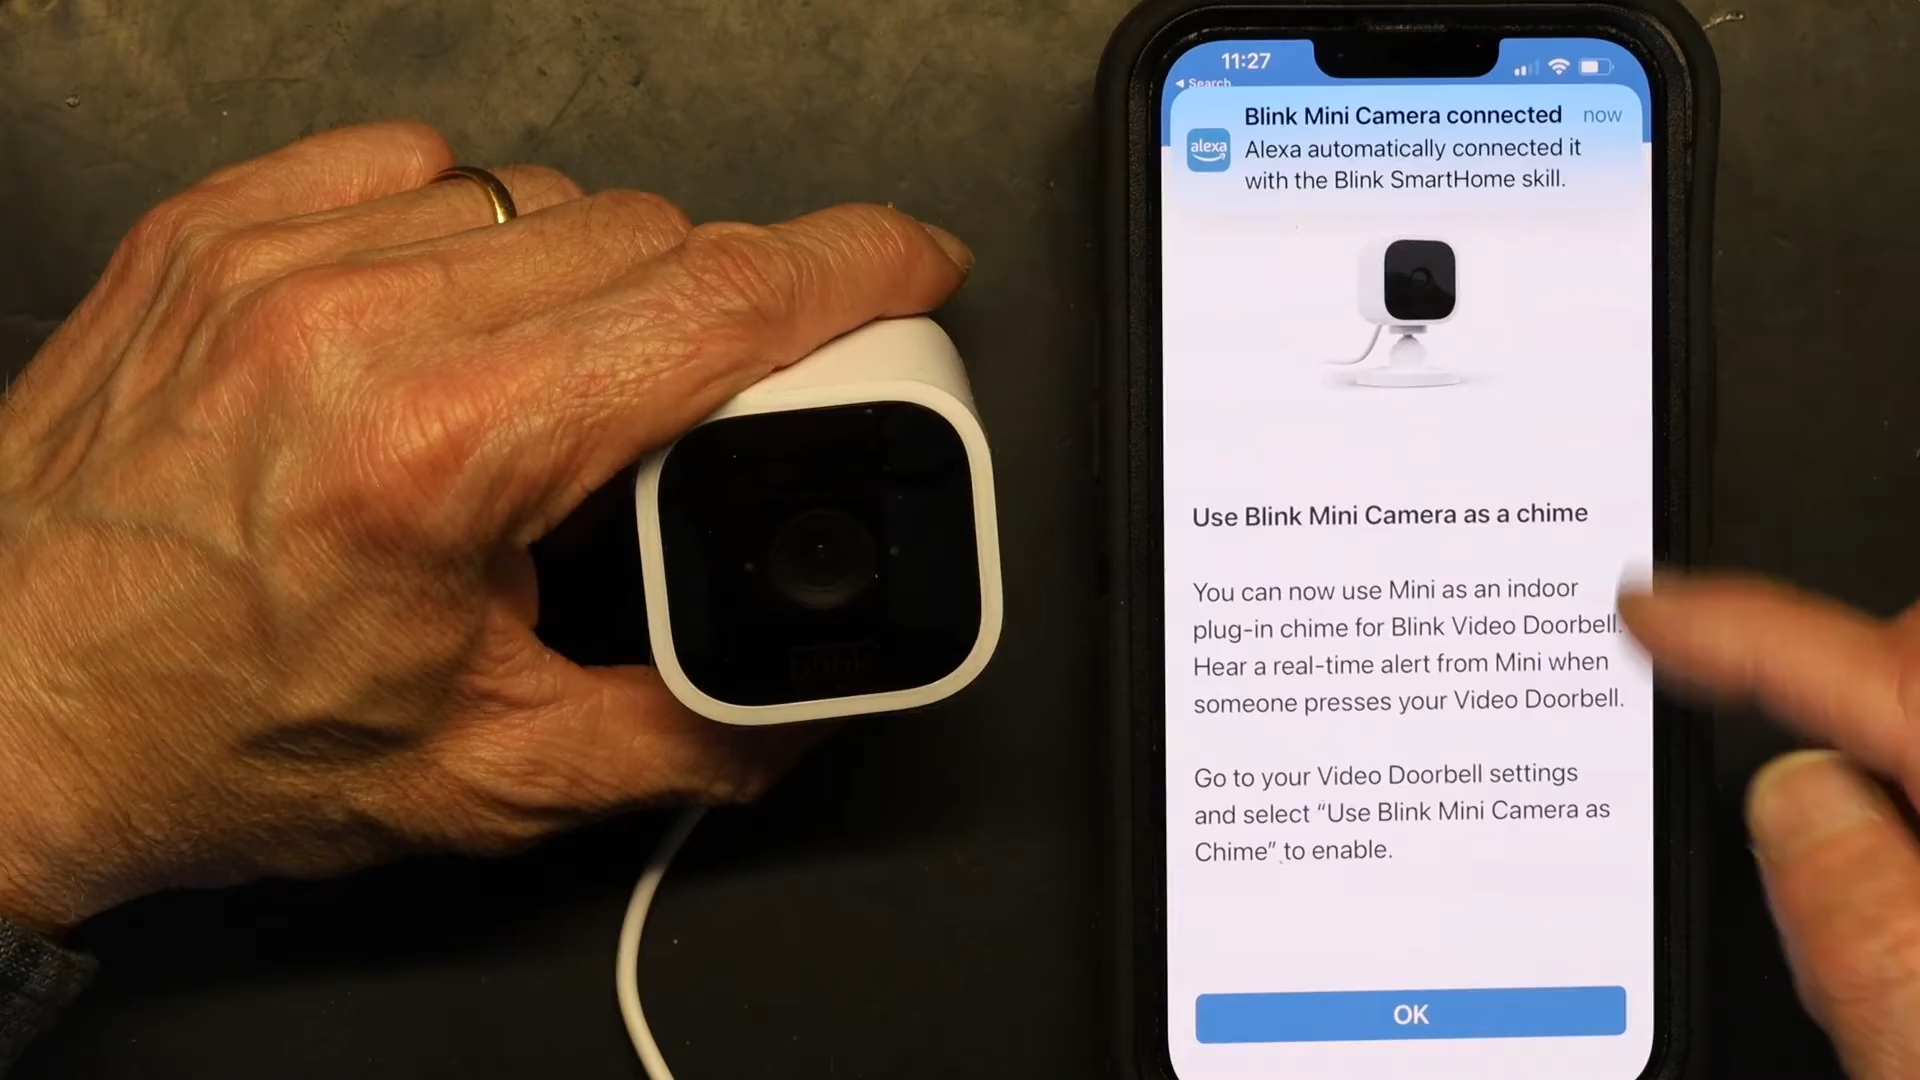 11:27
Search
Blink Mini Camera connected now
alexa
Alexa automatically connected it
with the Blink SmartHome skill.
Use Blink Mini Camera as a chime
You can now use Mini as an indoor
plug-in chime for Blink Video Doorbell.
Hear a real-time alert from Mini when
someone presses your Video Doorbell.
Go to your Video Doorbell settings
and select “Use Blink Mini Camera as
Chime” to enable.
OK
blink